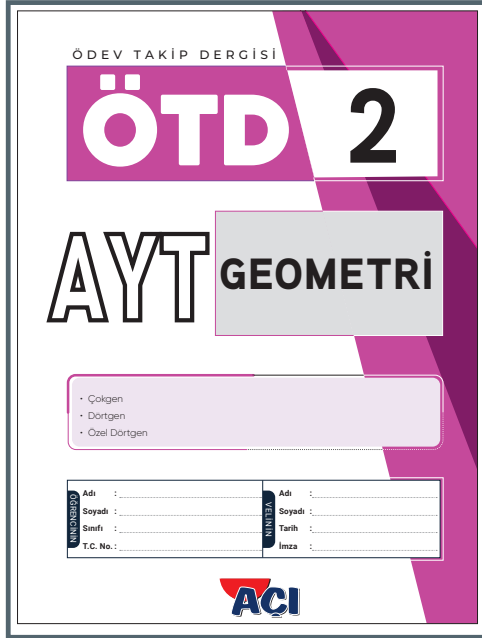 ÖDEV TAKİP DERGİSİ
ÖTD 2
AYT GEOMETRİ
• Çokgen
• Dörtgen
• Özel Dörtgen
ÖĞRENCİNİN
Adı :
Soyadı :
Sınıfı :
T.C. No. :
VELİNİN
Adı :
Soyadı :
Tarih :
İmza :
AÇI